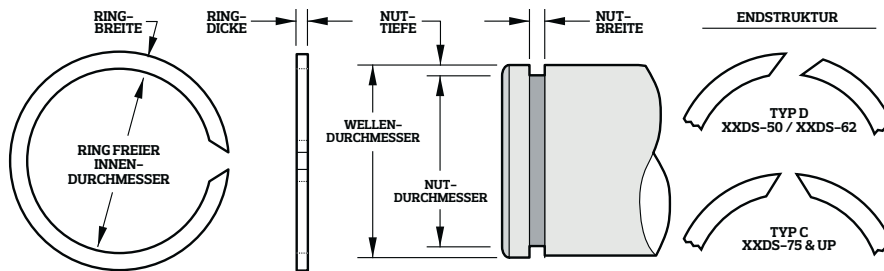 RING-
BREITE
RING-
DICKE
NUT-
TIEFE
NUT-
BREITE
ENDSTRUKTUR
RING FREIER
INNEN-
DURCHMESSER
WELLEN-
DURCHMESSER
NUT-
DURCHMESSER
TYP D
XXDS-50 / XXDS-62
TYP C
XXDS-75 & UP